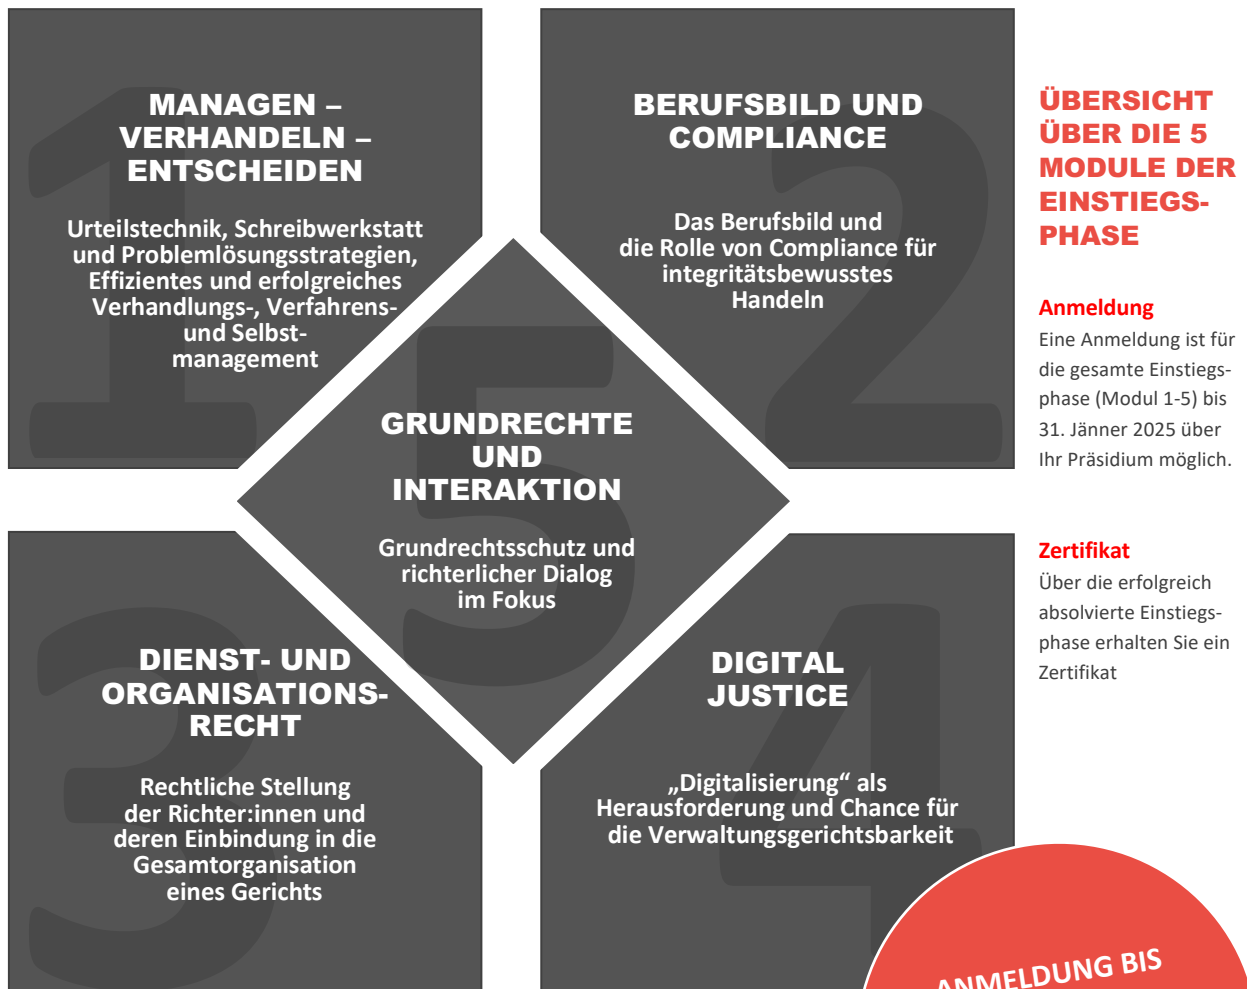 1
MANAGEN –
VERHANDELN –
ENTSCHEIDEN
Urteilstechnik, Schreibwerkstatt
und Problemlösungsstrategien,
Effizientes und erfolgreiches
Verhandlungs-, Verfahrens-
und Selbst-
management
2
BERUFSBILD UND
COMPLIANCE
Das Berufsbild und
die Rolle von Compliance für
integritätsbewusstes
Handeln
5
GRUNDRECHTE
UND
INTERAKTION
Grundrechtsschutz und
richterlicher Dialog
im Fokus
3
DIENST- UND
ORGANISATIONS-
RECHT
Rechtliche Stellung
der Richter:innen und
deren Einbindung in die
Gesamtorganisation
eines Gerichts
4
DIGITAL
JUSTICE
„Digitalisierung“ als
Herausforderung und Chance für
die Verwaltungsgerichtsbarkeit
ÜBERSICHT
ÜBER DIE 5
MODULE DER
EINSTIEGS-
PHASE
Anmeldung
Eine Anmeldung ist für
die gesamte Einstiegs-
phase (Modul 1-5) bis
31. Jänner 2025 über
Ihr Präsidium möglich.
Zertifikat
Über die erfolgreich
absolvierte Einstiegs-
phase erhalten Sie ein
Zertifikat
ANMELDUNG BIS